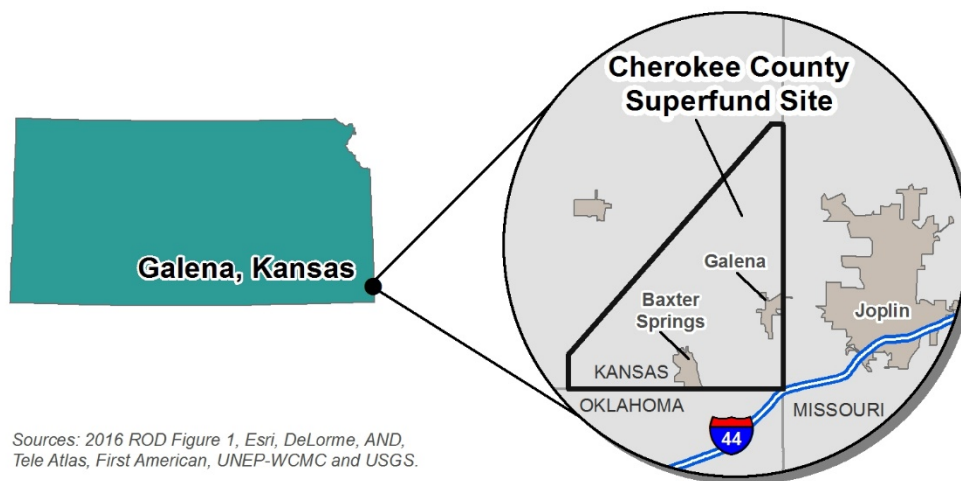 Cherokee County
Superfund Site
Galena, Kansas
Galena
Baxter
Springs
Joplin
KANSAS
OKLAHOMA
MISSOURI
44
Sources: 2016 ROD Figure 1, Esri, DeLorme, AND,
Tele Atlas, First American, UNEP-WCMC and USGS.